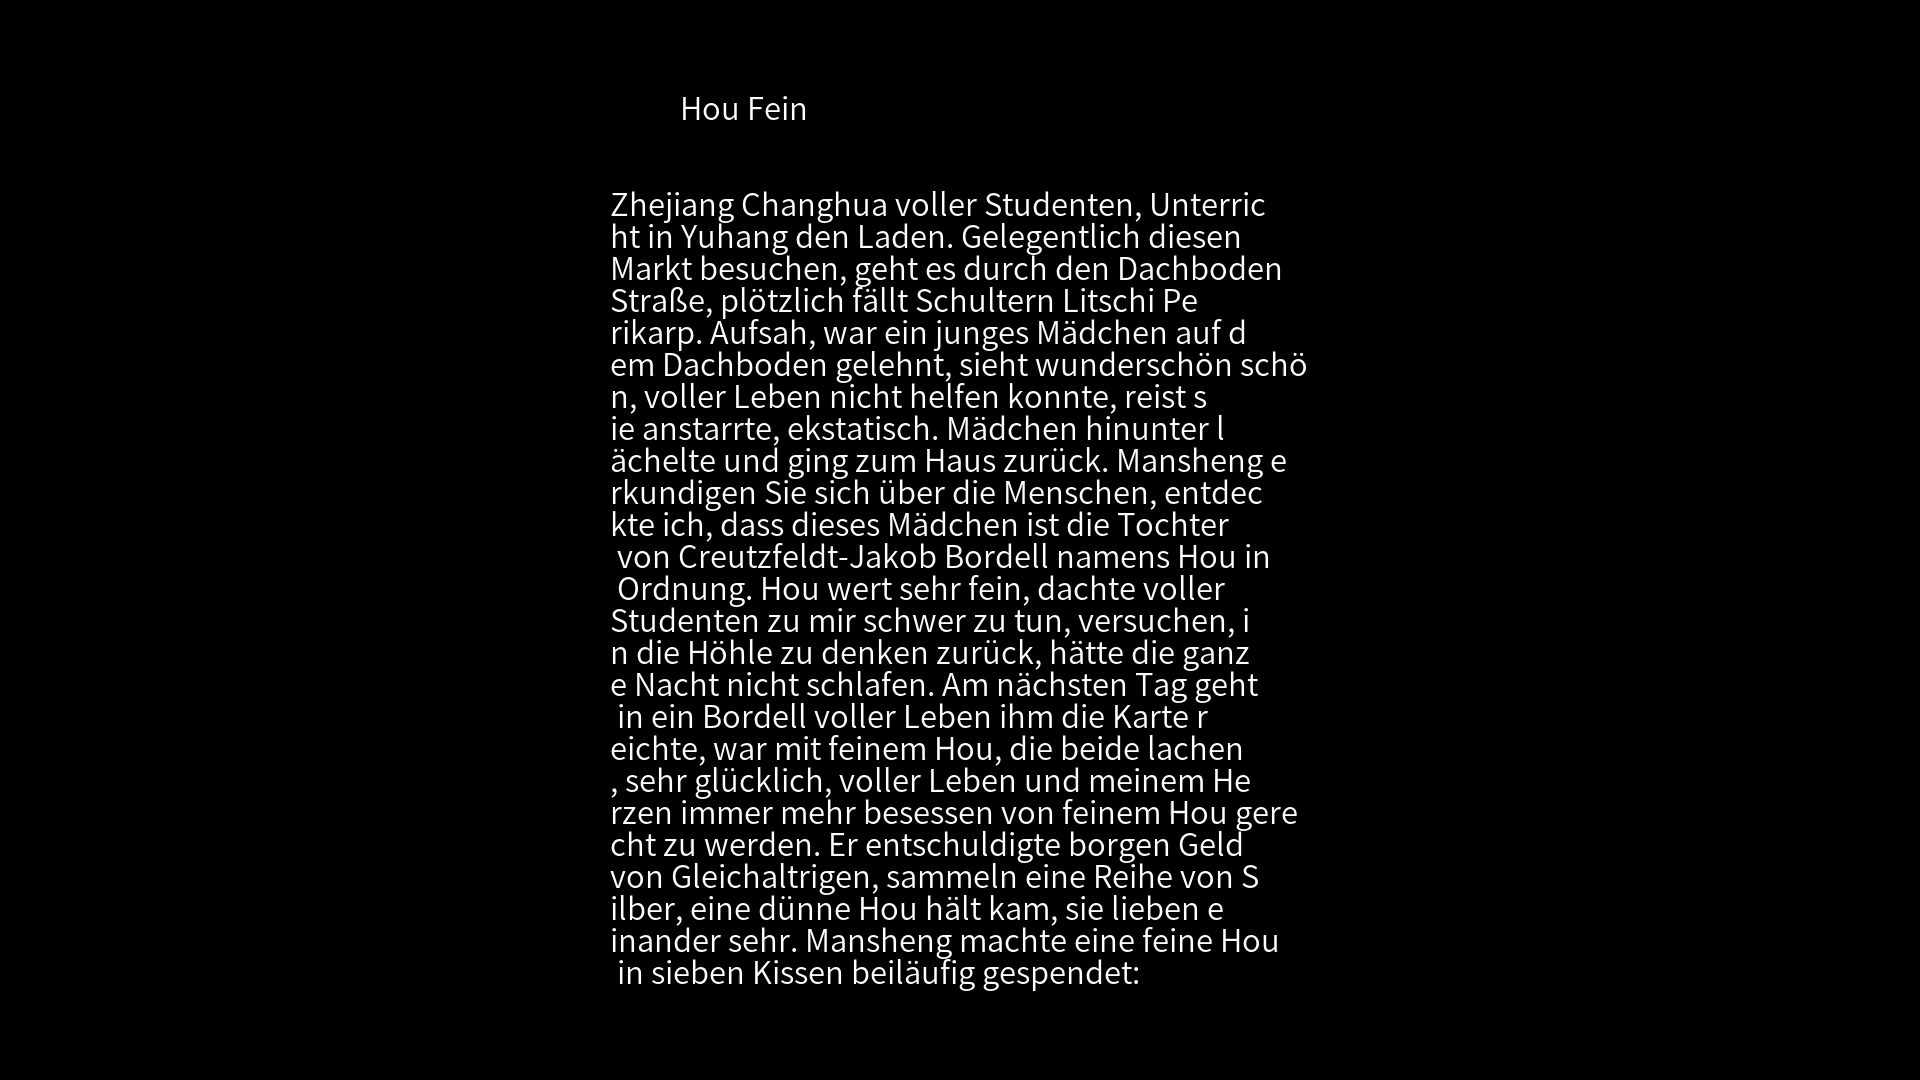 Hou Fein
Zhejiang Changhua voller Studenten, Unterric
ht in Yuhang den Laden. Gelegentlich diesen
Markt besuchen, geht es durch den Dachboden
Straße, plötzlich fällt Schultern Litschi Pe
rikarp. Aufsah, war ein junges Mädchen auf d
em Dachboden gelehnt, sieht wunderschön schö
n, voller Leben nicht helfen konnte, reist s
ie anstarrte, ekstatisch. Mädchen hinunter l
ächelte und ging zum Haus zurück. Mansheng e
rkundigen Sie sich über die Menschen, entdec
kte ich, dass dieses Mädchen ist die Tochter
von Creutzfeldt-Jakob Bordell namens Hou in
Ordnung. Hou wert sehr fein, dachte voller
Studenten zu mir schwer zu tun, versuchen, i
n die Höhle zu denken zurück, hätte die ganz
e Nacht nicht schlafen. Am nächsten Tag geht
in ein Bordell voller Leben ihm die Karte r
eichte, war mit feinem Hou, die beide lachen
, sehr glücklich, voller Leben und meinem He
rzen immer mehr besessen von feinem Hou gere
cht zu werden. Er entschuldigte borgen Geld
von Gleichaltrigen, sammeln eine Reihe von S
ilber, eine dünne Hou hält kam, sie lieben e
inander sehr. Mansheng machte eine feine Hou
in sieben Kissen beiläufig gespendet: